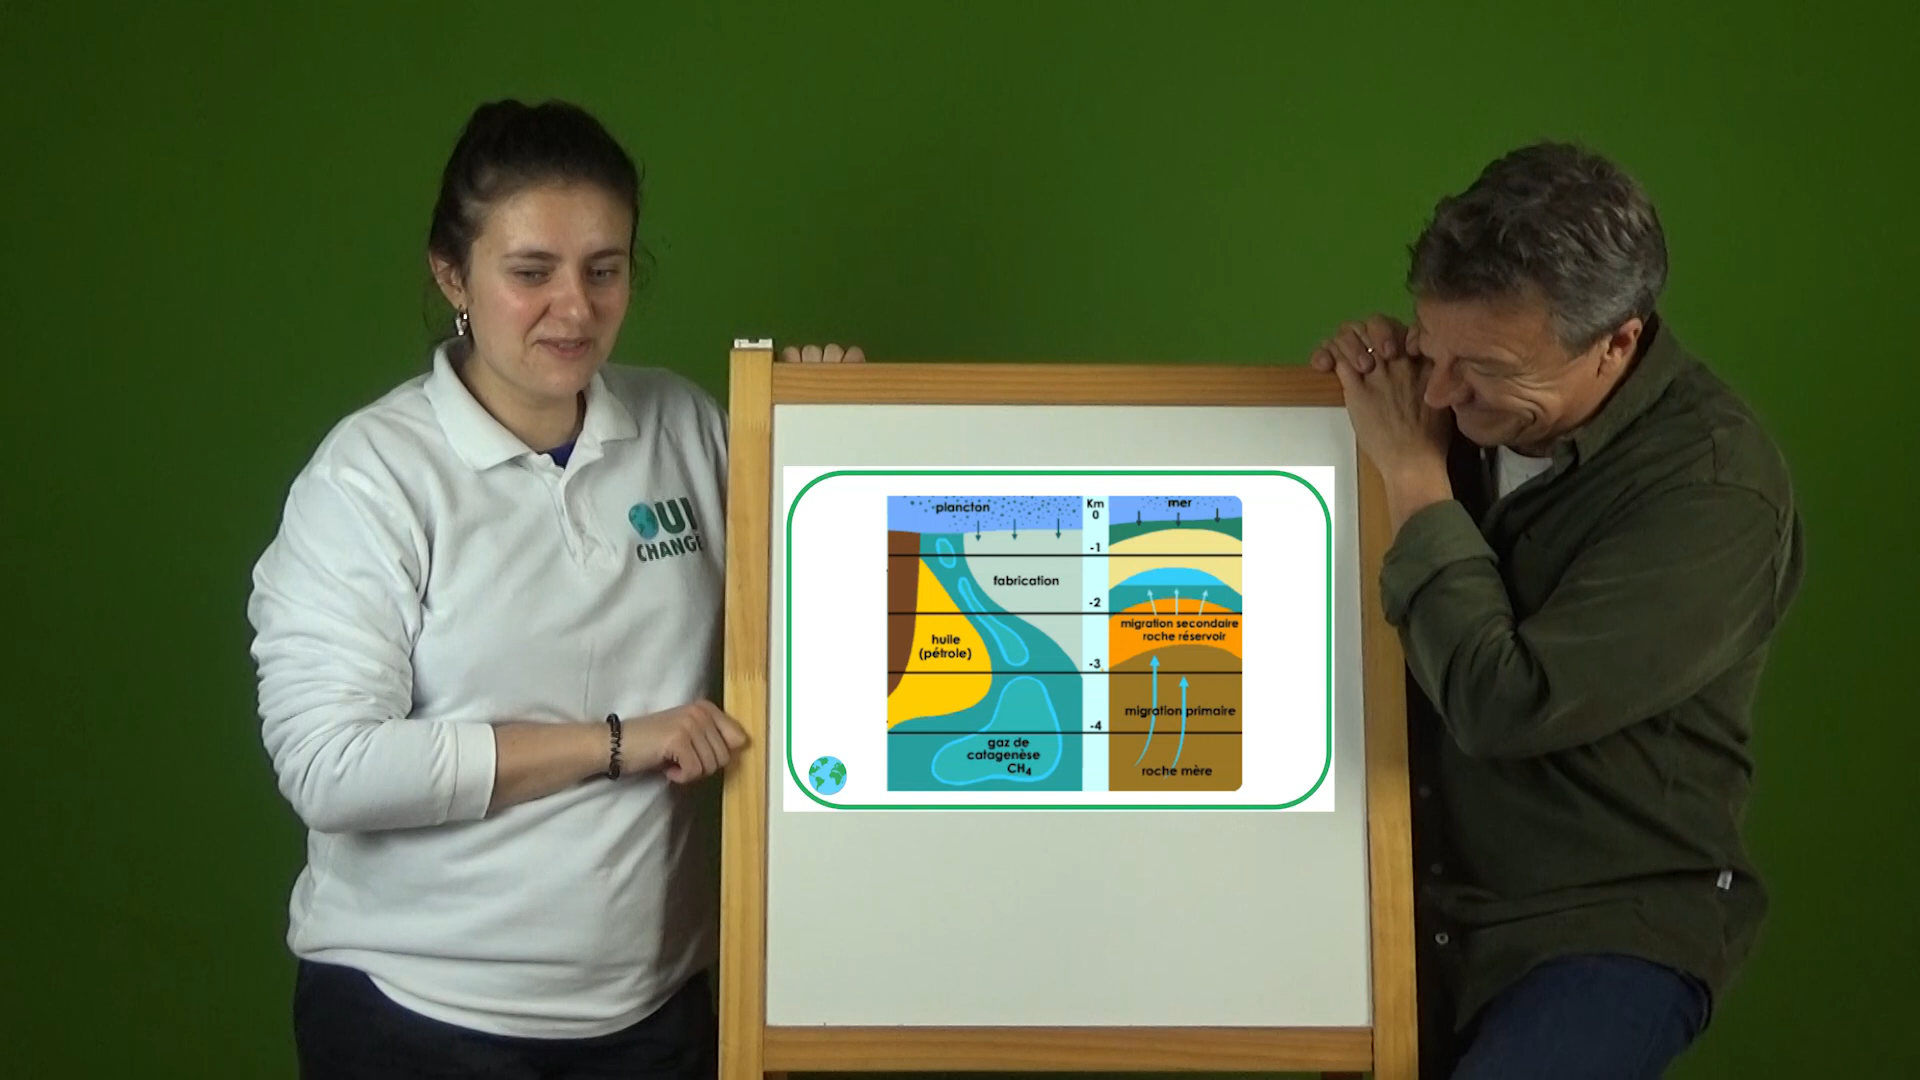 OUI
CHANGE
plancton
fabrication
huile
(pétrole)
gaz de
catagenèse
CH4
Km
0
-1
-2
-3
-4
mer
migration secondaire
roche réservoir
migration primaire
roche mère